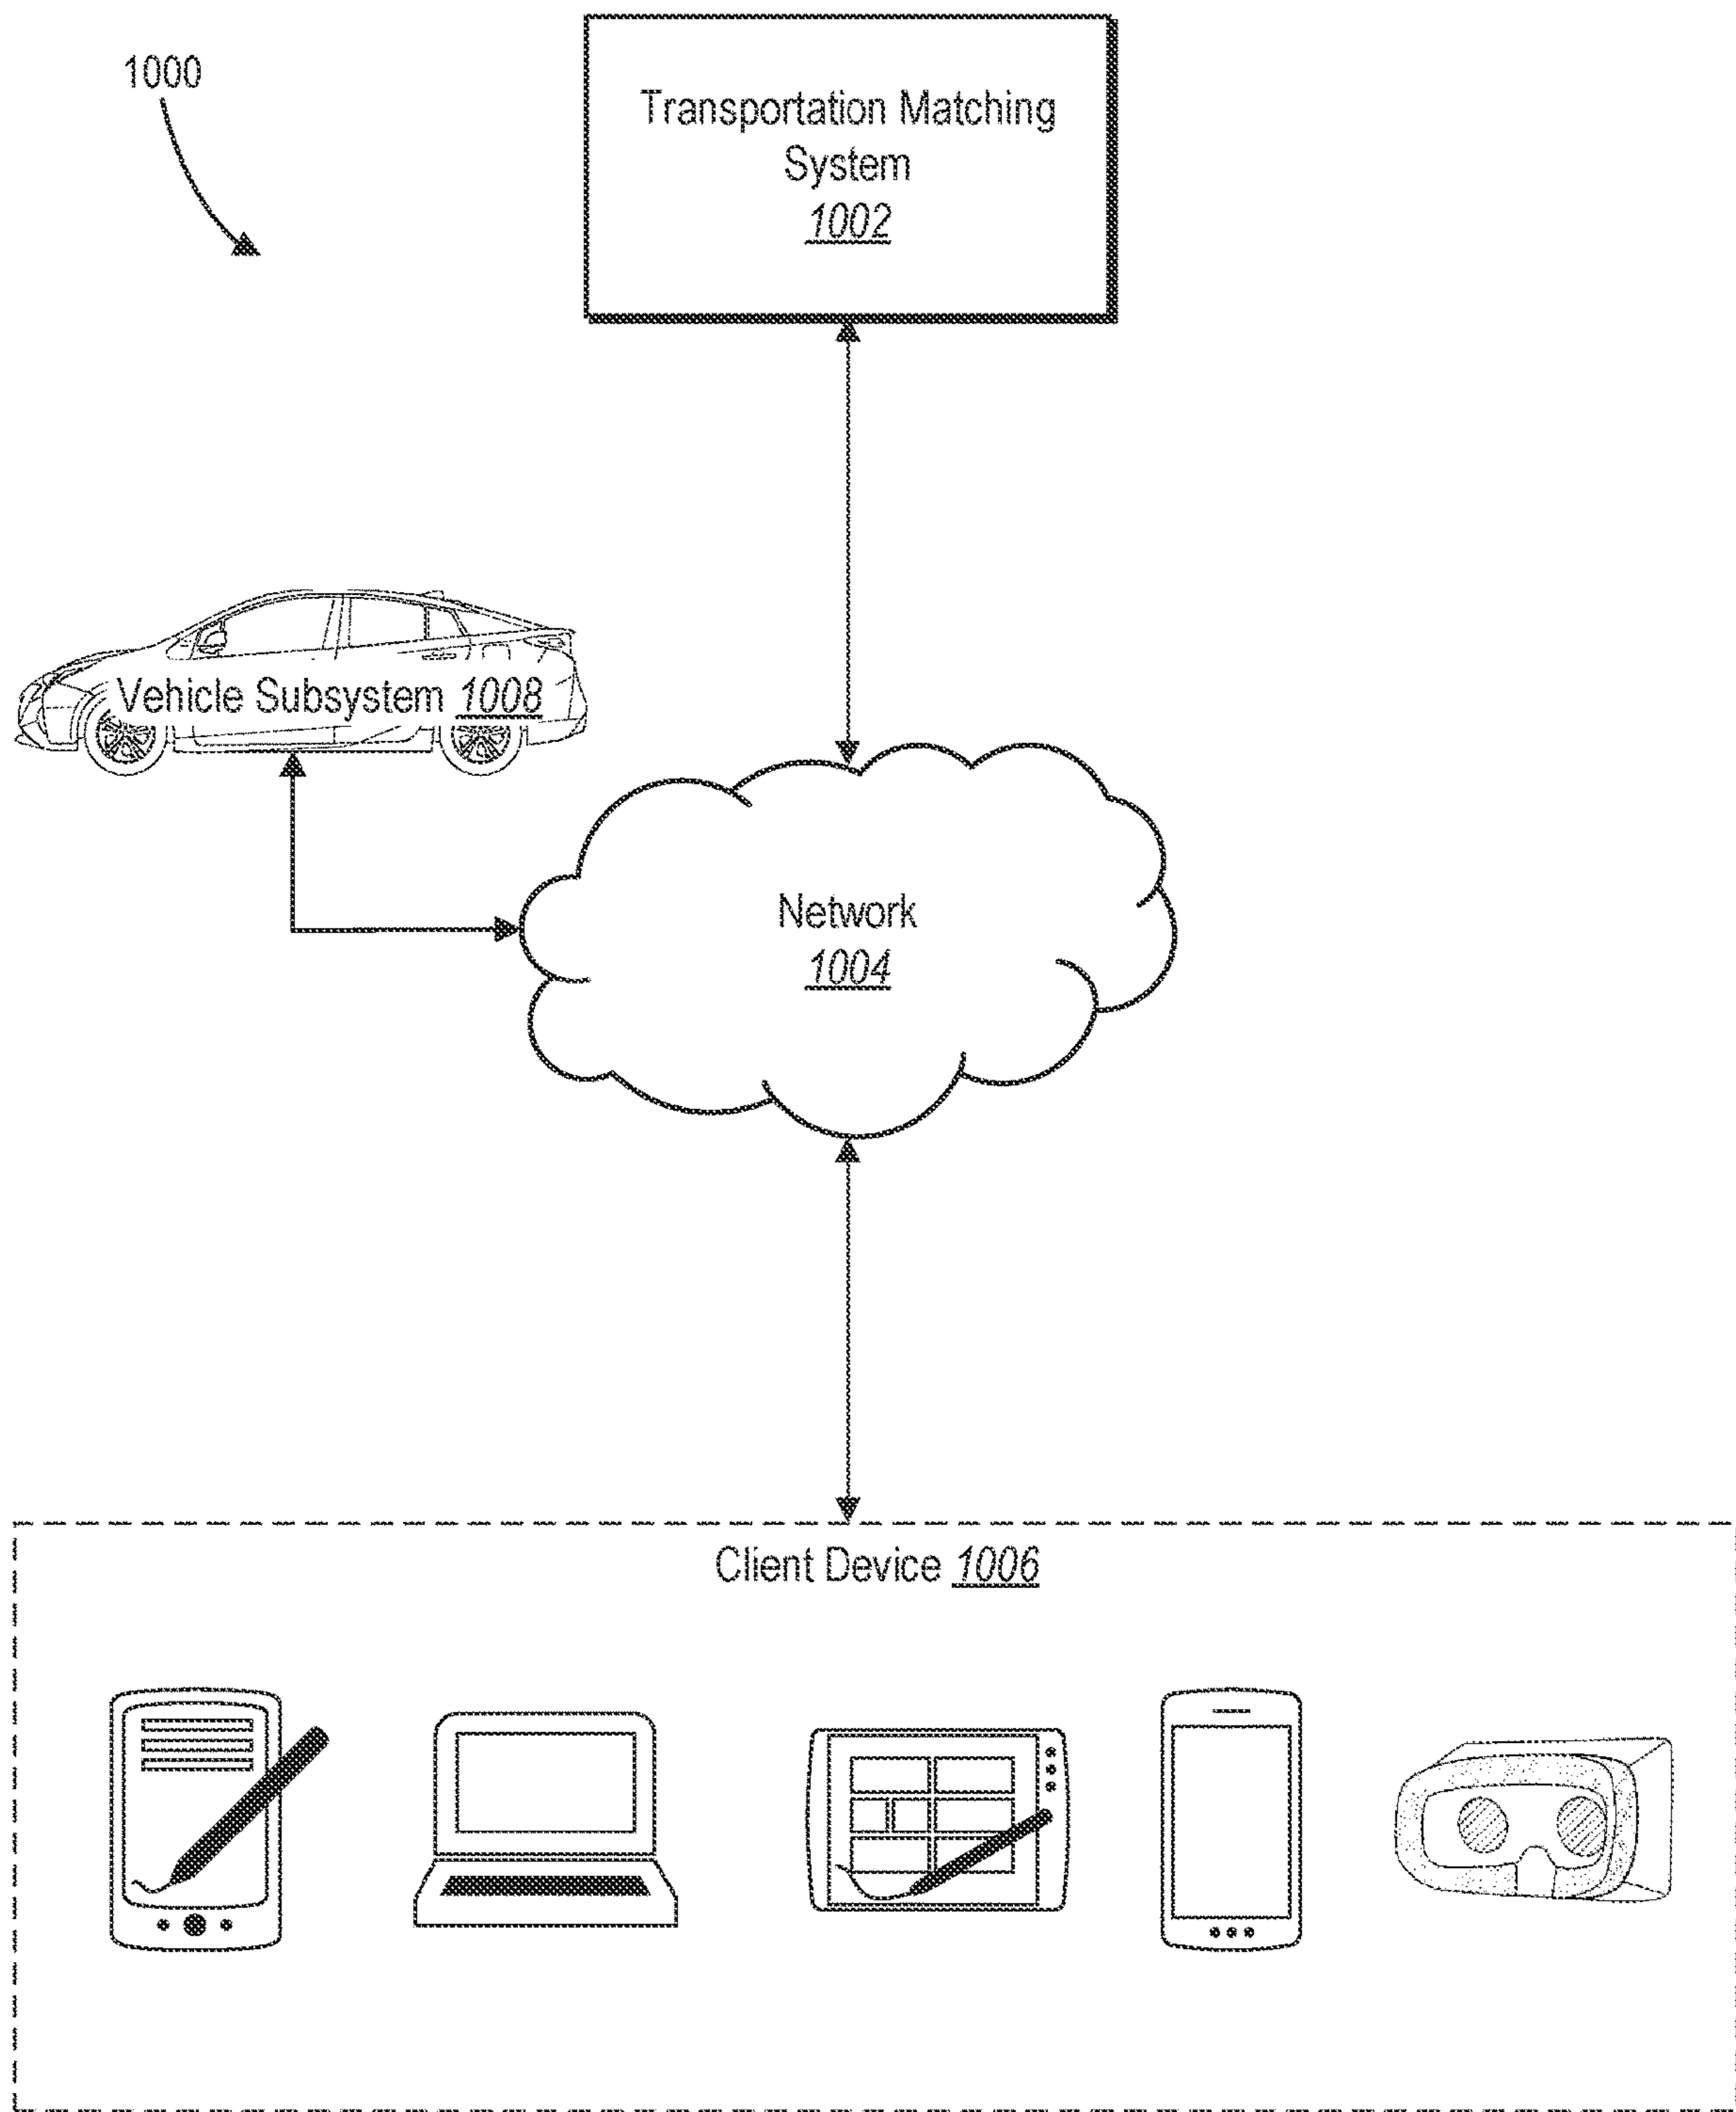 1000
Transportation Matching
System
1002
Vehicle Subsystem 1008
Network
1004
Client Device 1006